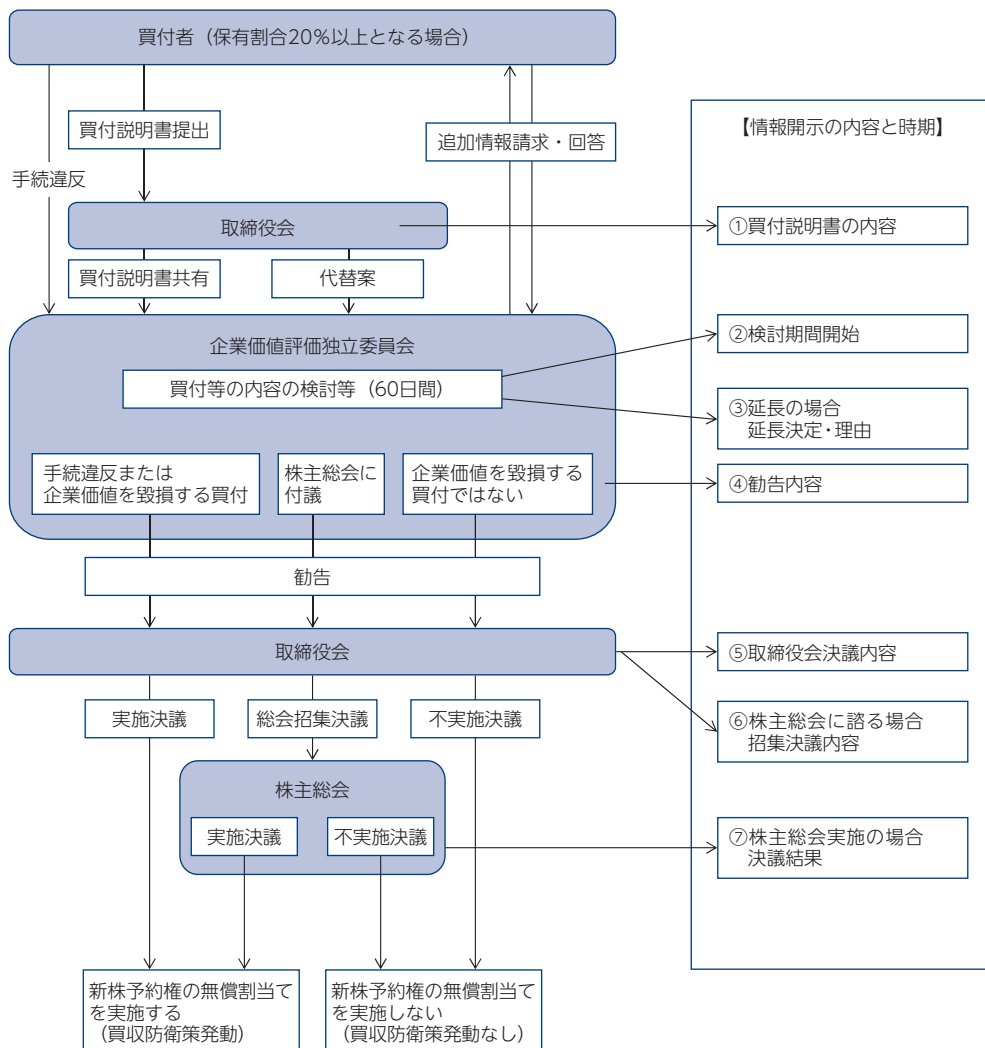 買付者（保有割合20％以上となる場合）
買付説明書提出
追加情報請求・回答
手続違反
取締役会
買付説明書共有
代替案
企業価値評価独立委員会
買付等の内容の検討等（60日間）
手続違反または
企業価値を毀損する買付
株主総会に
付議
企業価値を毀損する
買付ではない
勧告
取締役会
実施決議
総会招集決議
不実施決議
株主総会
実施決議
不実施決議
新株予約権の無償割当て
を実施する
（買収防衛策発動）
新株予約権の無償割当て
を実施しない
（買収防衛策発動なし）
【情報開示の内容と時期】
①買付説明書の内容
②検討期間開始
③延長の場合
延長決定・理由
④勧告内容
⑤取締役会決議内容
⑥株主総会に諮る場合
招集決議内容
⑦株主総会実施の場合
決議結果